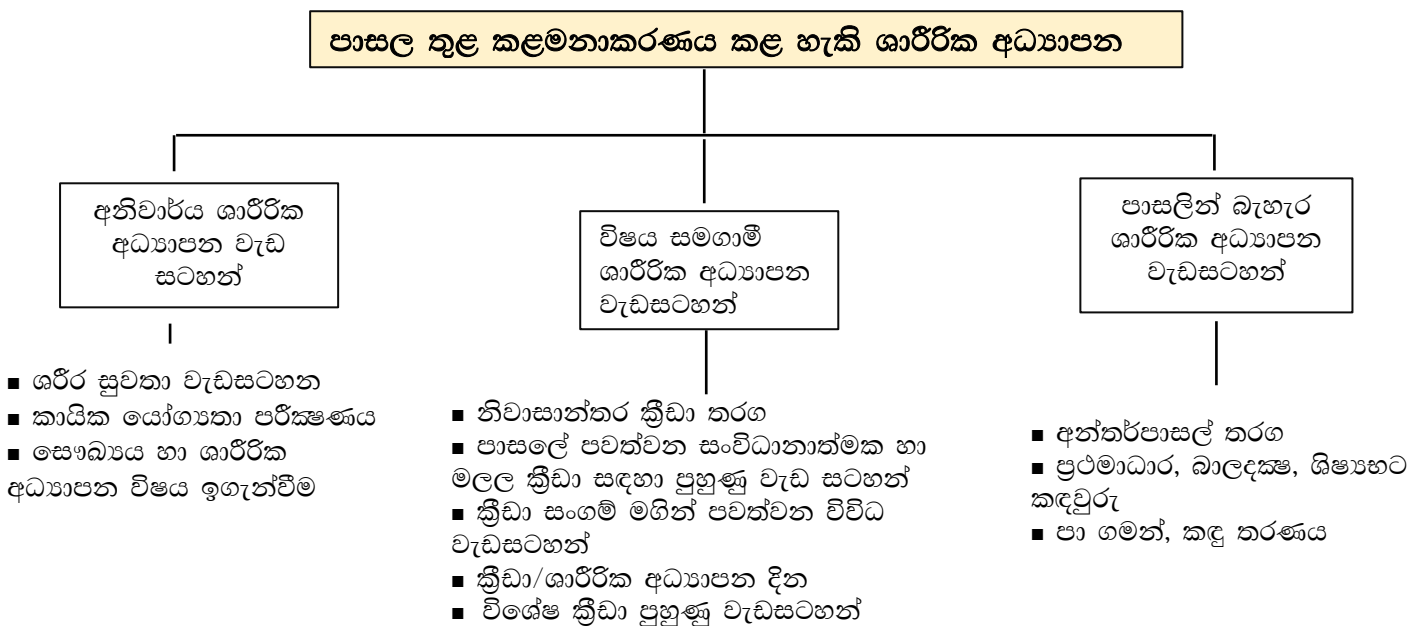 පාසල තුළ කළමනාකරණය කළ හැකි ශාරීරික අධ්‍යාපන
අනිවාර්ය ශාරීරික
අධ්‍යාපන වැඩ
සටහන්
■ ශරීර සුවතා වැඩසටහන
■ කායික යෝග්‍යතා පරීක්‍ෂණය
■ සෞඛ්‍යය හා ශාරීරික
අධ්‍යාපන විෂය ඉගැන්වීම
විෂය සමගාමී
ශාරීරික අධ්‍යාපන
වැඩසටහන්
■ නිවාසාන්තර ක්‍රීඩා තරග
■ පාසලේ පවත්වන සංවිධානාත්මක හා
මලල ක්‍රීඩා සඳහා පුහුණු වැඩ සටහන්
■ ක්‍රීඩා සංගම් මගින් පවත්වන විවිධ
වැඩසටහන්
■ ක්‍රීඩා/ශාරීරික අධ්‍යාපන දින
■ විශේෂ ක්‍රීඩා පුහුණු වැඩසටහන්
පාසලින් බැහැර
ශාරීරික අධ්‍යාපන
වැඩසටහන්
■ අන්තර්පාසල් තරග
■ ප්‍රථමාධාර, බාලදක්‍ෂ, ශිෂ්‍යභට
කඳවුරු
■ පා ගමන්, කඳු තරණය